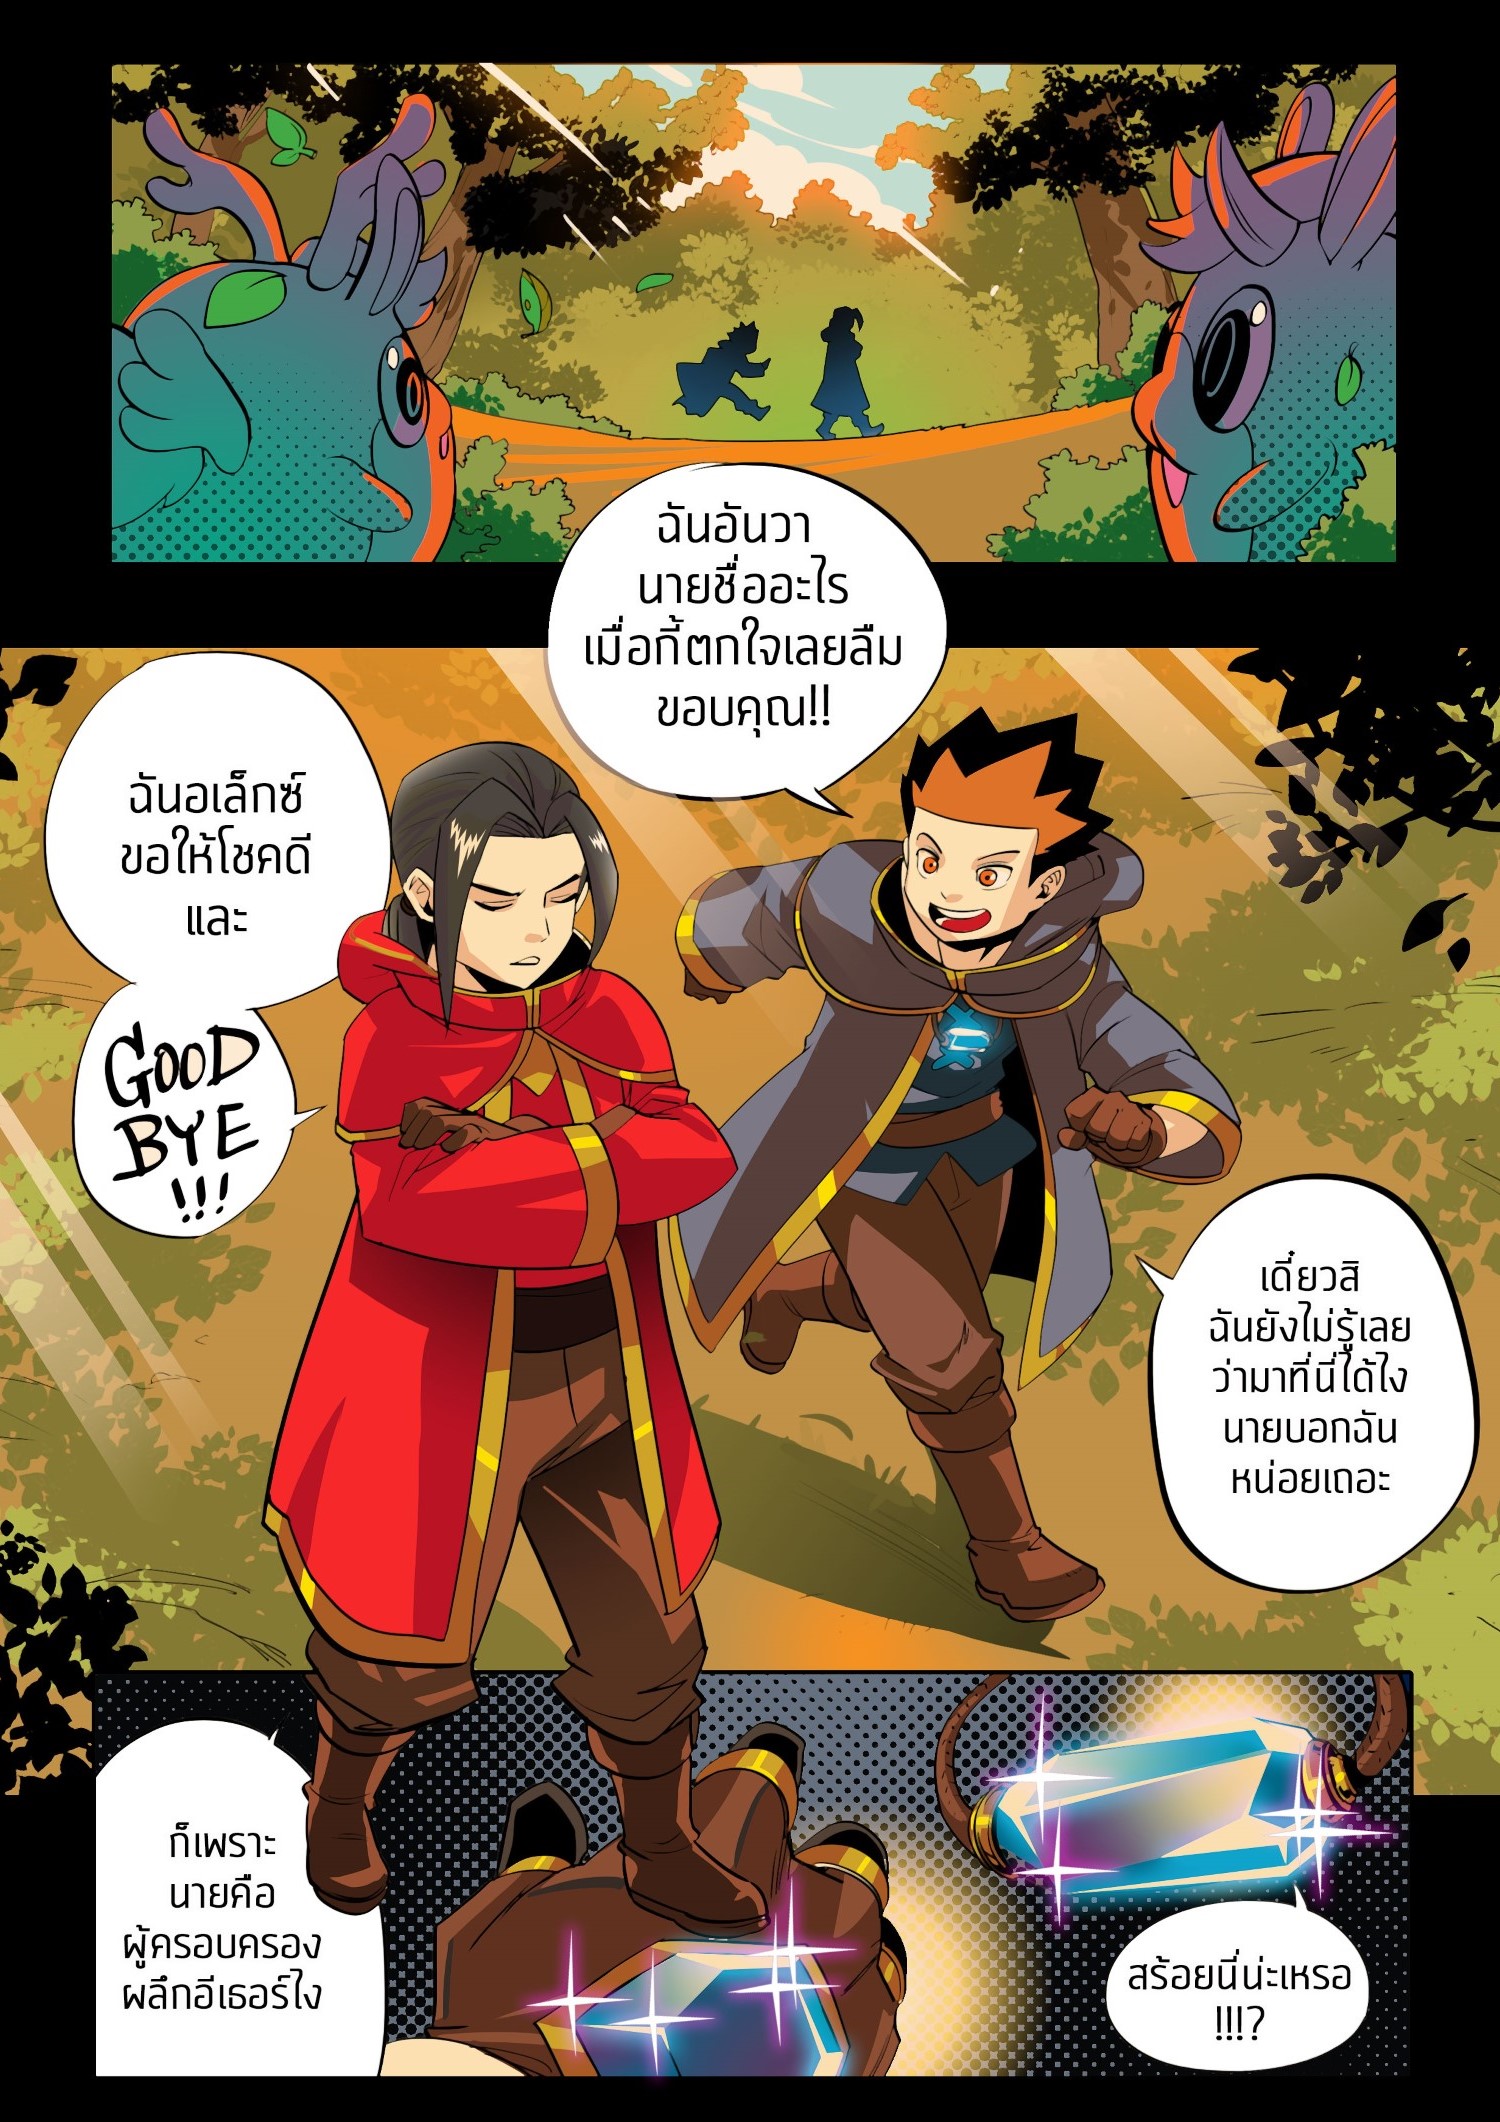 ฉันอันวา
นายชื่ออะไร
เมื่อกี้ตกใจเลยลืม
ขอบคุณ!!
ฉันอเล็กซ์
ขอให้โชคดี
และ
GOOD
BYE
!!!
เดี๋ยวสิ
ฉันยังไม่รู้เลย
ว่ามาที่นี่ได้ไง
นายบอกฉัน
หน่อยเถอะ
ก็เพราะ
นายคือ
ผู้ครอบครอง
ผลึกอีเธอร์ไง
สร้อยนี่น่ะเหรอ
!!!?